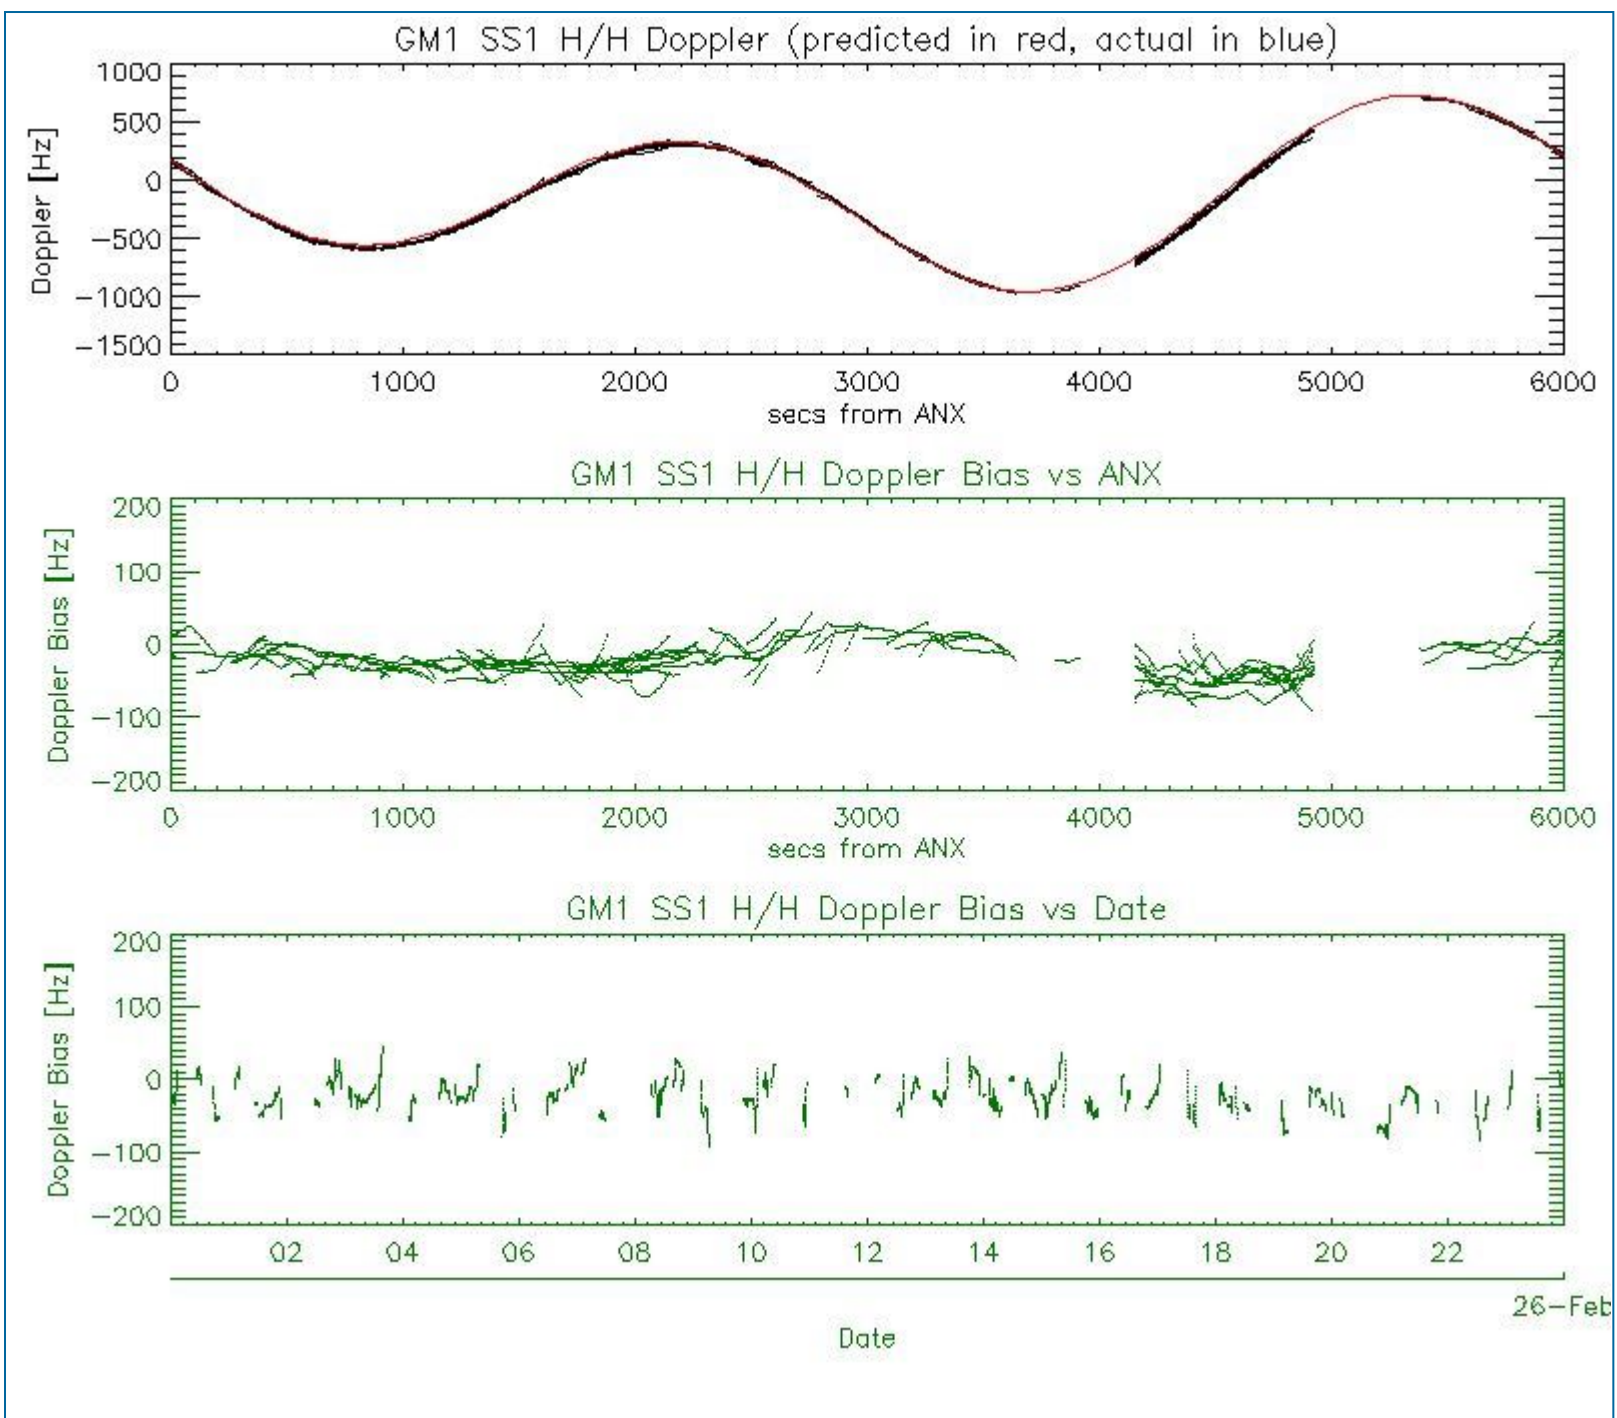 GM1 SS1 H/H Doppler (predicted in red, actual in blue)
1000
500
0
−500
−1000
−1500
Doppler [Hz]
0 1000 2000 3000 4000 5000 6000
secs from ANX
GM1 SS1 H/H Doppler Bias vs ANX
200
100
0
−100
−200
Doppler Bias [Hz]
0 1000 2000 3000 4000 5000 6000
secs from ANX
GM1 SS1 H/H Doppler Bias vs Date
200
100
0
−100
−200
Doppler Bias [Hz]
02 04 06 08 10 12 14 16 18 20 22
26−Feb
Date